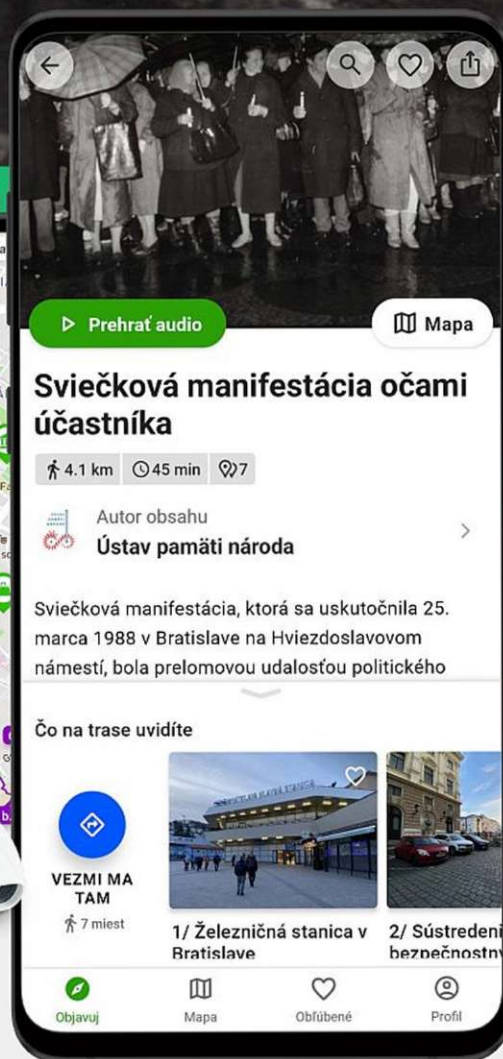 Prehrať audio
Mapa
Sviečková manifestácia očami
účastníka
4.1 km
45 min
7
Autor obsahu
Ústav pamäti národa
Sviečková manifestácia, ktorá sa uskutočnila 25.
marca 1988 v Bratislave na Hviezdoslavovom
námestí, bola prelomovou udalosťou politického
Čo na trase uvidíte
VEZMI MA
TAM
7 miest
1/ Železničná stanica v
Bratislave
2/ Sústredeni
bezpečnostn
Objavuj
Mapa
Obľúbené
Profil